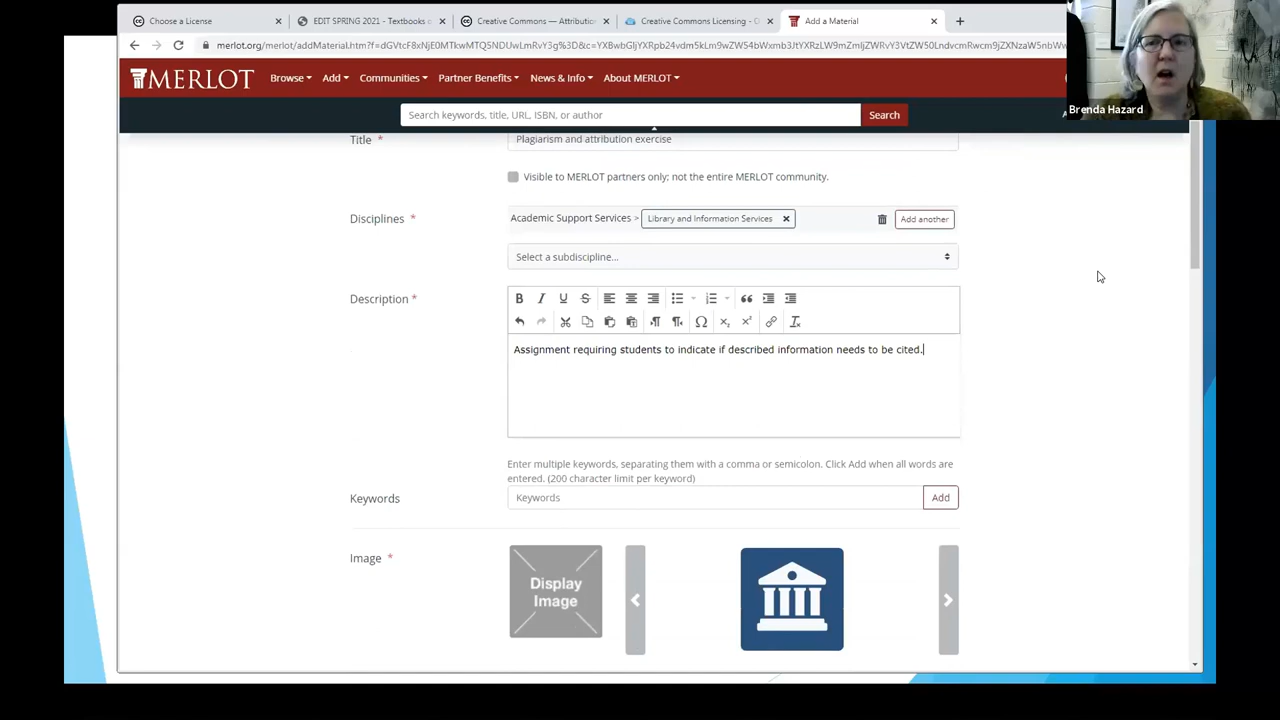 Choose a License
EDIT SPRING 2021 - Textbooks o
Creative Commons — Attributio
Creative Commons Licensing - O
Add a Material
merlot.org/merlot/addMaterial.htm?f=
MERLOT
Browse
Add
Communities
Partner Benefits
News & Info
About MERLOT
Brenda Hazard
Search keywords, title, URL, ISBN, or author
Search
Title *
Plagiarism and attribution exercise
Visible to MERLOT partners only; not the entire MERLOT community.
Disciplines *
Academic Support Services > Library and Information Services
Add another
Select a subdiscipline...
Description *
Assignment requiring students to indicate if described information needs to be cited.
Enter multiple keywords, separating them with a comma or semicolon. Click Add when all words are
entered. (200 character limit per keyword)
Keywords
Keywords
Add
Image *
Display
Image